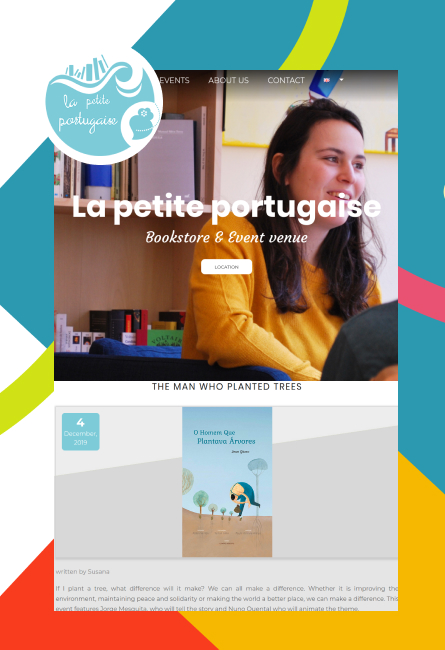 la petite
portugaise
EVENTS ABOUT US CONTACT
La petite portugaise
Bookstore & Event venue
LOCATION
THE MAN WHO PLANTED TREES
4
December,
2019
O Homem Que
Plantava Árvores
written by Susana
If I plant a tree, what difference will it make? We can all make a difference. Whether it is improving the
environment, maintaining peace and solidarity or making the world a better place, we can make a difference. This
event features Jorge Mesquita, who will tell the story and Nuno Quental who will animate the theme.